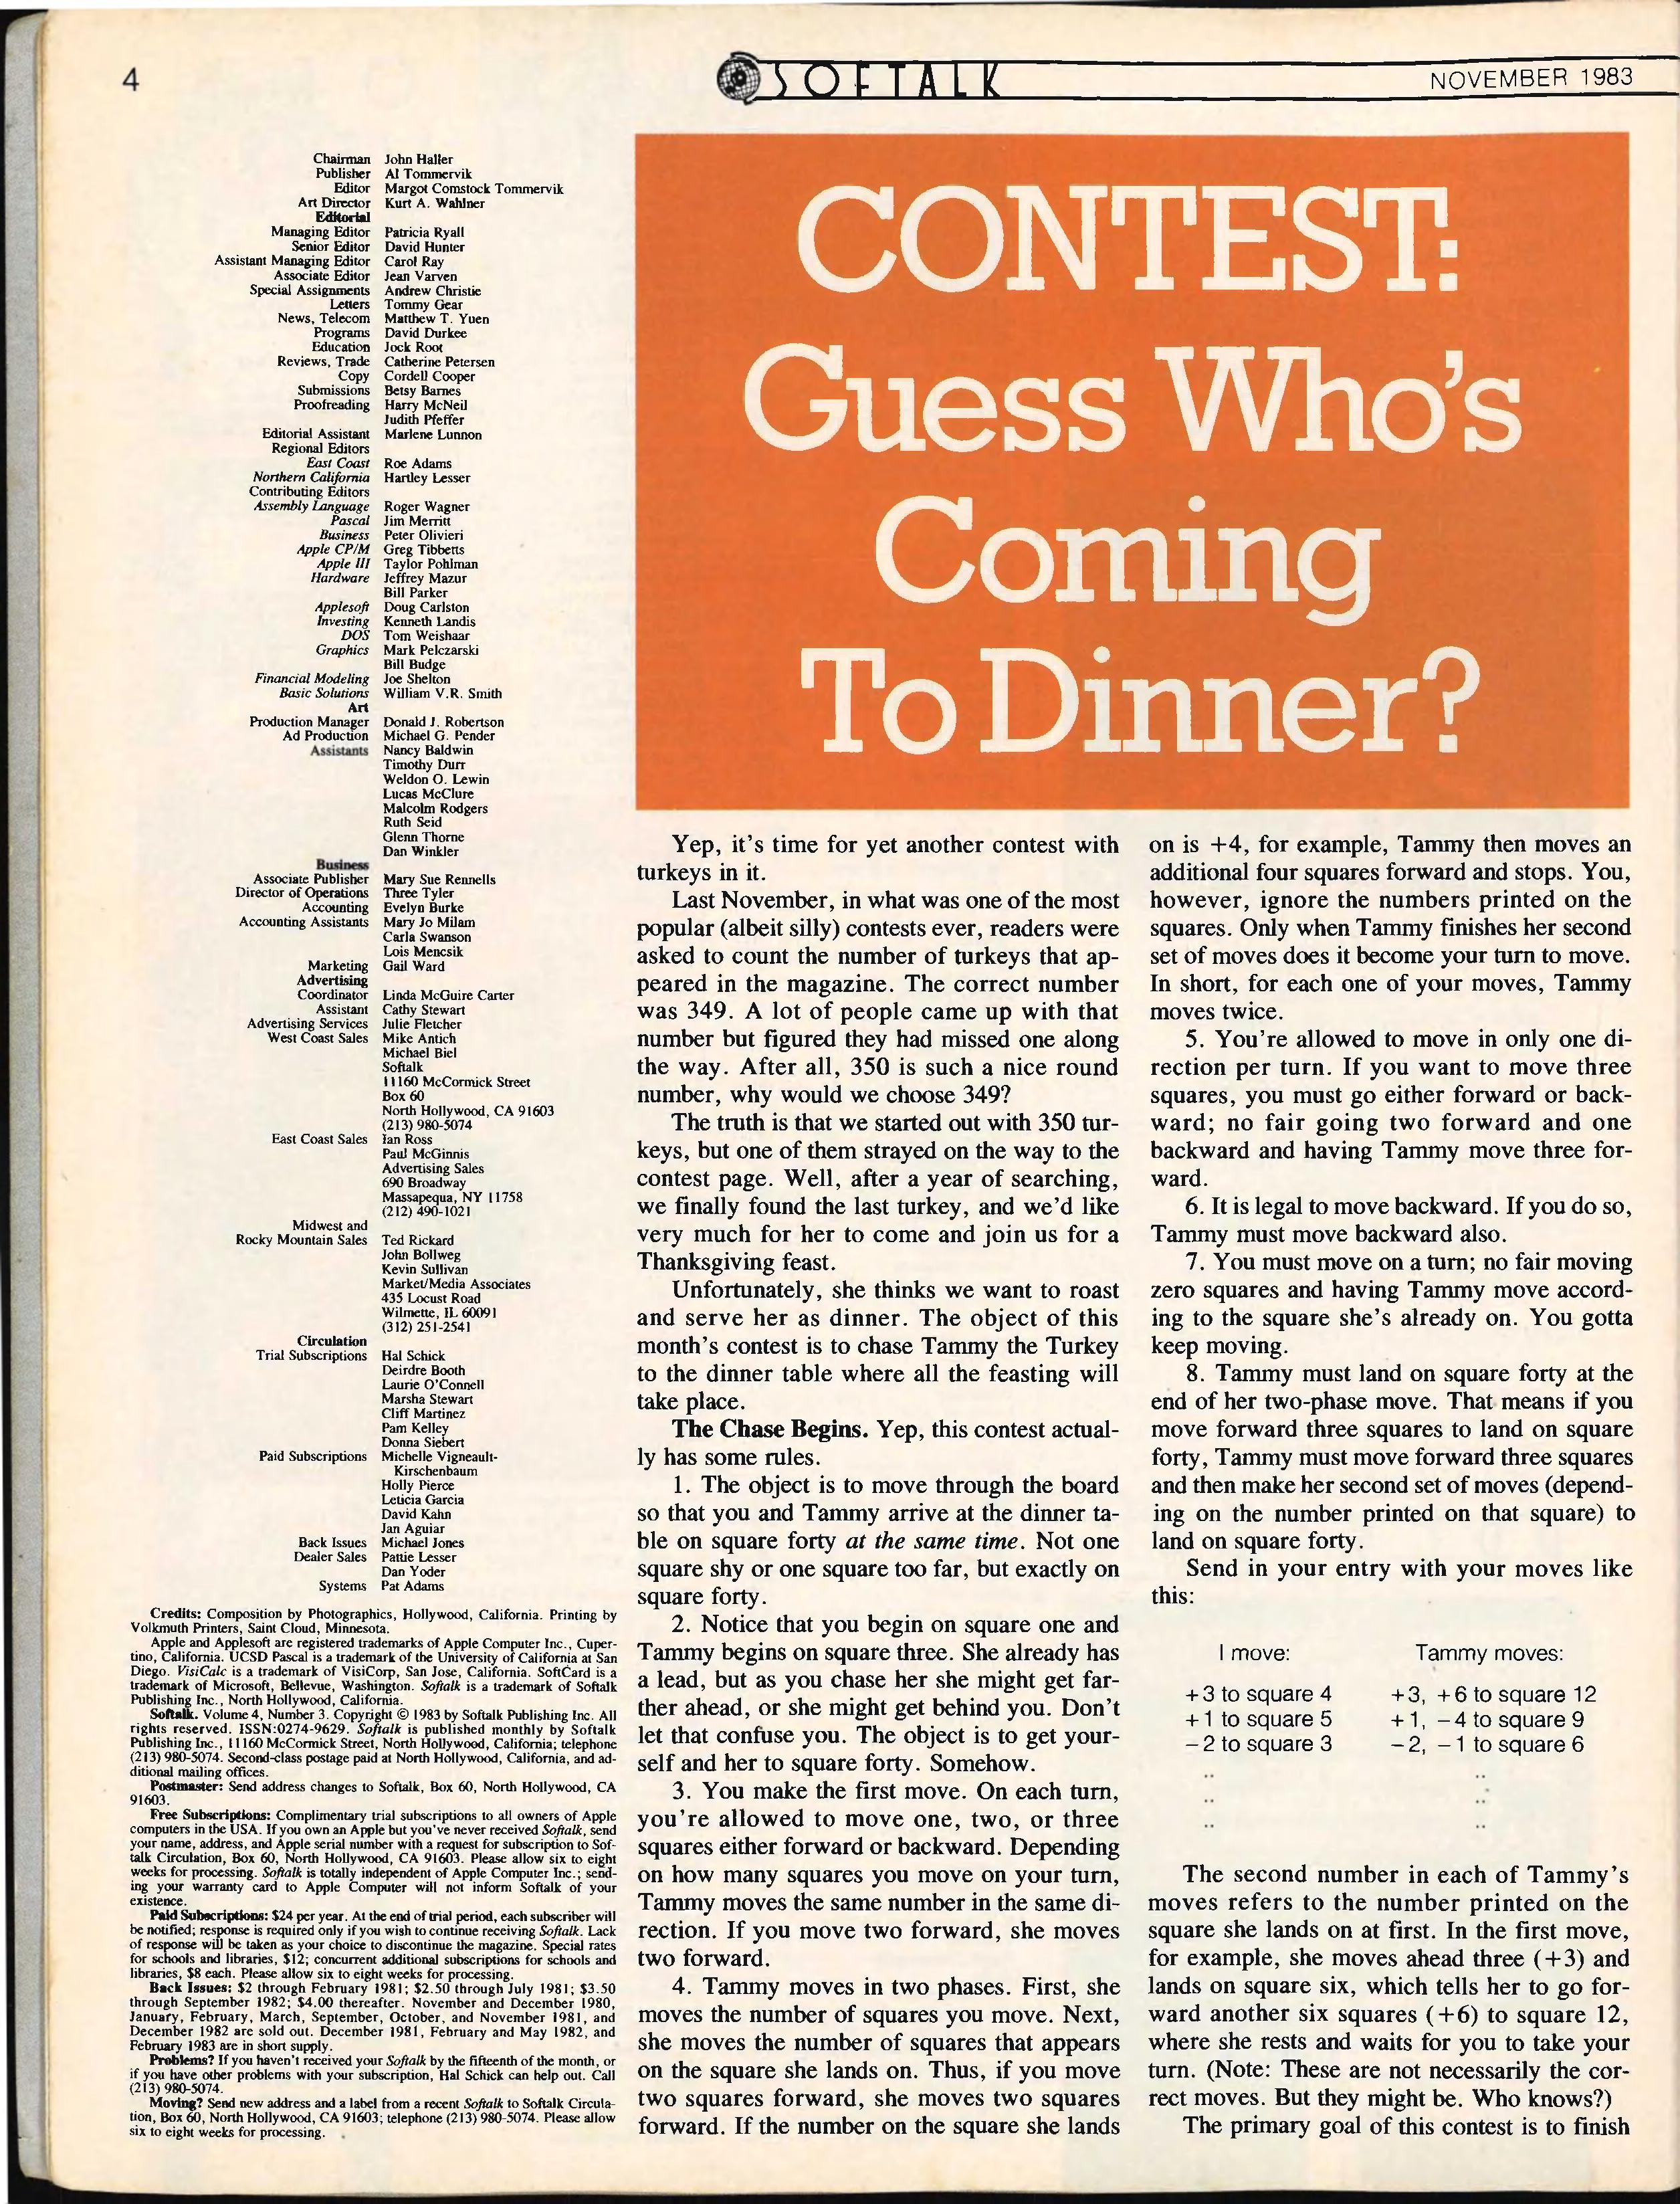 4
SOFTALK
NOVEMBER 1983
Chairman John Haller
Publisher Al Tommervik
Editor Margot Comstock Tommervik
Art Director Kurt A. Wahlner
Editorial
Managing Editor Patricia Ryall
Senior Editor David Hunter
Assistant Managing Editor Carol Ray
Associate Editor Jean Varven
Special Assignments Andrew Christie
Letters Tommy Gear
News, Telecom Matthew T. Yuen
Programs David Durkee
Education Jock Root
Reviews, Trade Catherine Petersen
Copy Cordell Cooper
Submissions Betsy Barnes
Proofreading Harry McNeil
Judith Pfeffer
Editorial Assistant Marlene Lunnon
Regional Editors
East Coast Roe Adams
Northern California Hartley Lesser
Contributing Editors
Assembly Language Roger Wagner
Pascal Jim Merritt
Business Peter Olivieri
Apple CP/M Greg Tibbetts
Apple III Taylor Pohlman
Hardware Jeffrey Mazur
Bill Parker
Applesoft Doug Carlston
Investing Kenneth Landis
DOS Tom Weishaar
Graphics Mark Pelczarski
Bill Budge
Financial Modeling Joe Shelton
Basic Solutions William V.R. Smith
Art
Production Manager Donald J. Robertson
Ad Production Michael G. Pender
Assistants Nancy Baldwin
Timothy Durr
Weldon O. Lewin
Lucas McClure
Malcolm Rodgers
Ruth Seid
Glenn Thorne
Dan Winkler
Business
Associate Publisher Mary Sue Rennells
Director of Operations Three Tyler
Accounting Evelyn Burke
Accounting Assistants Mary Jo Milam
Carla Swanson
Lois Mencsik
Marketing Gail Ward
Advertising
Coordinator Linda McGuire Carter
Assistant Cathy Stewart
Advertising Services Julie Fletcher
West Coast Sales Mike Antich
Michael Biel
Softalk
11160 McCormick Street
Box 60
North Hollywood, CA 91603
(213) 980-5074
East Coast Sales Ian Ross
Paul McGinnis
Advertising Sales
690 Broadway
Massapequa, NY 11758
(212) 490-1021
Midwest and
Rocky Mountain Sales Ted Rickard
John Bollweg
Kevin Sullivan
Market/Media Associates
435 Locust Road
Wilmette, IL 60091
(312) 251-2541
Circulation
Trial Subscriptions Hal Schick
Deirdre Booth
Laurie O'Connell
Marsha Stewart
Cliff Martinez
Pam Kelley
Donna Siebert
Paid Subscriptions Michelle Vigneault-
Kirschenbaum
Holly Pierce
Leticia Garcia
David Kahn
Jan Aguiar
Back Issues Michael Jones
Dealer Sales Pattie Lesser
Dan Yoder
Systems Pat Adams
Credits: Composition by Photographics, Hollywood, California. Printing by
Volkmuth Printers, Saint Cloud, Minnesota.
Apple and Applesoft are registered trademarks of Apple Computer Inc., Cuper-
tino, California. UCSD Pascal is a trademark of the University of California at San
Diego. VisiCalc is a trademark of VisiCorp, San Jose, California. SoftCard is a
trademark of Microsoft, Bellevue, Washington. Softalk is a trademark of Softalk
Publishing Inc., North Hollywood, California.
Softalk. Volume 4, Number 3. Copyright © 1983 by Softalk Publishing Inc. All
rights reserved. ISSN:0274-9629. Softalk is published monthly by Softalk
Publishing Inc., 11160 McCormick Street, North Hollywood, California; telephone
(213) 980-5074. Second-class postage paid at North Hollywood, California, and ad-
ditional mailing offices.
Postmaster: Send address changes to Softalk, Box 60, North Hollywood, CA
91603.
Free Subscriptions: Complimentary trial subscriptions to all owners of Apple
computers in the USA. If you own an Apple but you've never received Softalk, send
your name, address, and Apple serial number with a request for subscription to Sof-
talk Circulation, Box 60, North Hollywood, CA 91603. Please allow six to eight
weeks for processing. Softalk is totally independent of Apple Computer Inc.; send-
ing your warranty card to Apple Computer will not inform Softalk of your
existence.
Paid Subscriptions: $24 per year. At the end of trial period, each subscriber will
be notified; response is required only if you wish to continue receiving Softalk. Lack
of response will be taken as your choice to discontinue the magazine. Special rates
for schools and libraries, $12; concurrent additional subscriptions for schools and
libraries, $8 each. Please allow six to eight weeks for processing.
Back Issues: $2 through February 1981; $2.50 through July 1981; $3.50
through September 1982; $4.00 thereafter. November and December 1980,
January, February, March, September, October, and November 1981, and
December 1982 are sold out. December 1981, February and May 1982, and
February 1983 are in short supply.
Problems? If you haven't received your Softalk by the fifteenth of the month, or
if you have other problems with your subscription, Hal Schick can help out. Call
(213) 980-5074.
Moving? Send new address and a label from a recent Softalk to Softalk Circula-
tion, Box 60, North Hollywood, CA 91603; telephone (213) 980-5074. Please allow
six to eight weeks for processing.
CONTEST:
Guess Who's
Coming
To Dinner?
Yep, it's time for yet another contest with
turkeys in it.
Last November, in what was one of the most
popular (albeit silly) contests ever, readers were
asked to count the number of turkeys that ap-
peared in the magazine. The correct number
was 349. A lot of people came up with that
number but figured they had missed one along
the way. After all, 350 is such a nice round
number, why would we choose 349?
The truth is that we started out with 350 tur-
keys, but one of them strayed on the way to the
contest page. Well, after a year of searching,
we finally found the last turkey, and we'd like
very much for her to come and join us for a
Thanksgiving feast.
Unfortunately, she thinks we want to roast
and serve her as dinner. The object of this
month's contest is to chase Tammy the Turkey
to the dinner table where all the feasting will
take place.
The Chase Begins. Yep, this contest actual-
ly has some rules.
1. The object is to move through the board
so that you and Tammy arrive at the dinner ta-
ble on square forty at the same time. Not one
square shy or one square too far, but exactly on
square forty.
2. Notice that you begin on square one and
Tammy begins on square three. She already has
a lead, but as you chase her she might get far-
ther ahead, or she might get behind you. Don't
let that confuse you. The object is to get your-
self and her to square forty. Somehow.
3. You make the first move. On each turn,
you're allowed to move one, two, or three
squares either forward or backward. Depending
on how many squares you move on your turn,
Tammy moves the same number in the same di-
rection. If you move two forward, she moves
two forward.
4. Tammy moves in two phases. First, she
moves the number of squares you move. Next,
she moves the number of squares that appears
on the square she lands on. Thus, if you move
two squares forward, she moves two squares
forward. If the number on the square she lands
on is +4, for example, Tammy then moves an
additional four squares forward and stops. You,
however, ignore the numbers printed on the
squares. Only when Tammy finishes her second
set of moves does it become your turn to move.
In short, for each one of your moves, Tammy
moves twice.
5. You're allowed to move in only one di-
rection per turn. If you want to move three
squares, you must go either forward or back-
ward; no fair going two forward and one
backward and having Tammy move three for-
ward.
6. It is legal to move backward. If you do so,
Tammy must move backward also.
7. You must move on a turn; no fair moving
zero squares and having Tammy move accord-
ing to the square she's already on. You gotta
keep moving.
8. Tammy must land on square forty at the
end of her two-phase move. That means if you
move forward three squares to land on square
forty, Tammy must move forward three squares
and then make her second set of moves (depend-
ing on the number printed on that square) to
land on square forty.
Send in your entry with your moves like
this:
I move: Tammy moves:
+3 to square 4 +3, +6 to square 12
+1 to square 5 +1, −4 to square 9
−2 to square 3 −2, −1 to square 6
.. ..
.. ..
.. ..
The second number in each of Tammy's
moves refers to the number printed on the
square she lands on at first. In the first move,
for example, she moves ahead three (+3) and
lands on square six, which tells her to go for-
ward another six squares (+6) to square 12,
where she rests and waits for you to take your
turn. (Note: These are not necessarily the cor-
rect moves. But they might be. Who knows?)
The primary goal of this contest is to finish